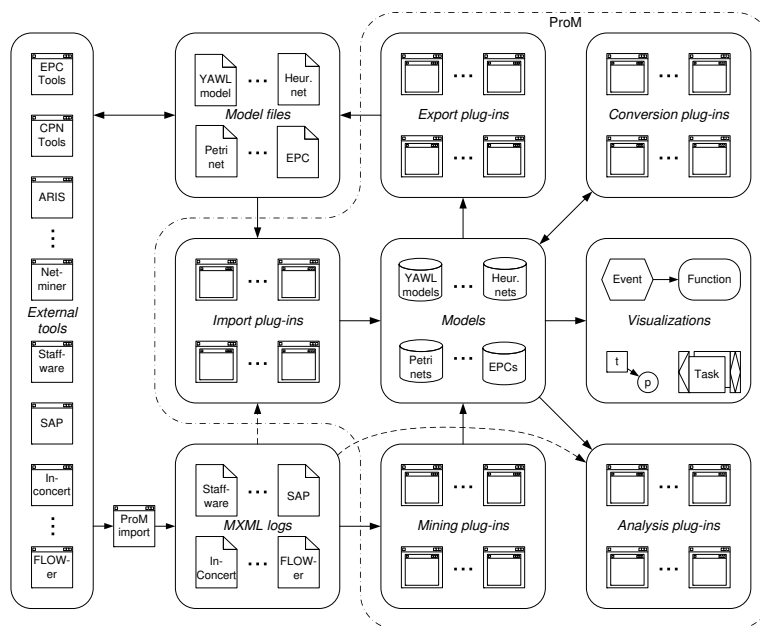 ProM
EPC
Tools
CPN
Tools
ARIS
Net-
miner
External
tools
Staff-
ware
SAP
In-
concert
FLOW-
er
YAWL
model
Heur.
net
Model files
Petri
net
EPC
Export plug-ins
Conversion plug-ins
Import plug-ins
YAWL
models
Heur.
nets
Models
Petri
nets
EPCs
Event
Function
Visualizations
t
p
Task
ProM
import
Staff-
ware
SAP
MXML logs
In-
Concert
FLOW-
er
Mining plug-ins
Analysis plug-ins